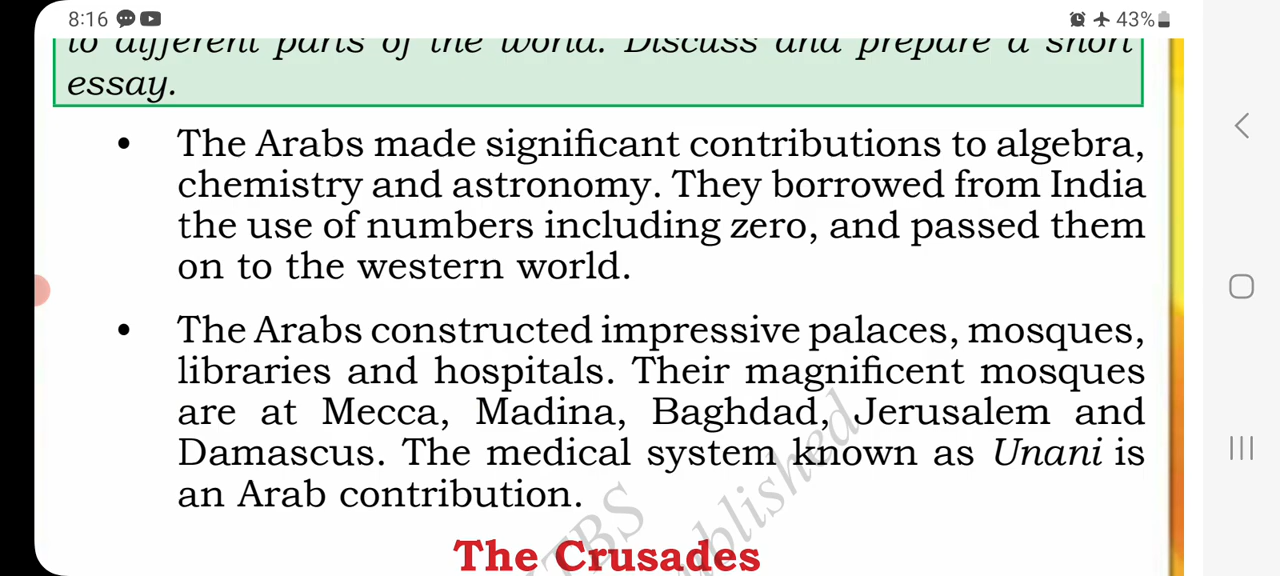 8:16
43%
to different parts of the world. Discuss and prepare a short
essay.
• The Arabs made significant contributions to algebra,
chemistry and astronomy. They borrowed from India
the use of numbers including zero, and passed them
on to the western world.
• The Arabs constructed impressive palaces, mosques,
libraries and hospitals. Their magnificent mosques
are at Mecca, Madina, Baghdad, Jerusalem and
Damascus. The medical system known as Unani is
an Arab contribution.
The Crusades